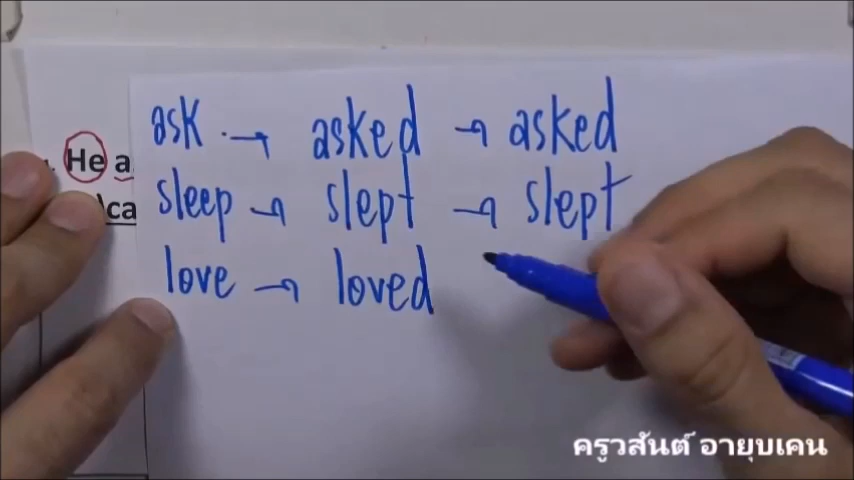 ask → asked → asked
He a
sleep → slept → slept
ca
love → loved
ครูวสันต์ อายุบเคน